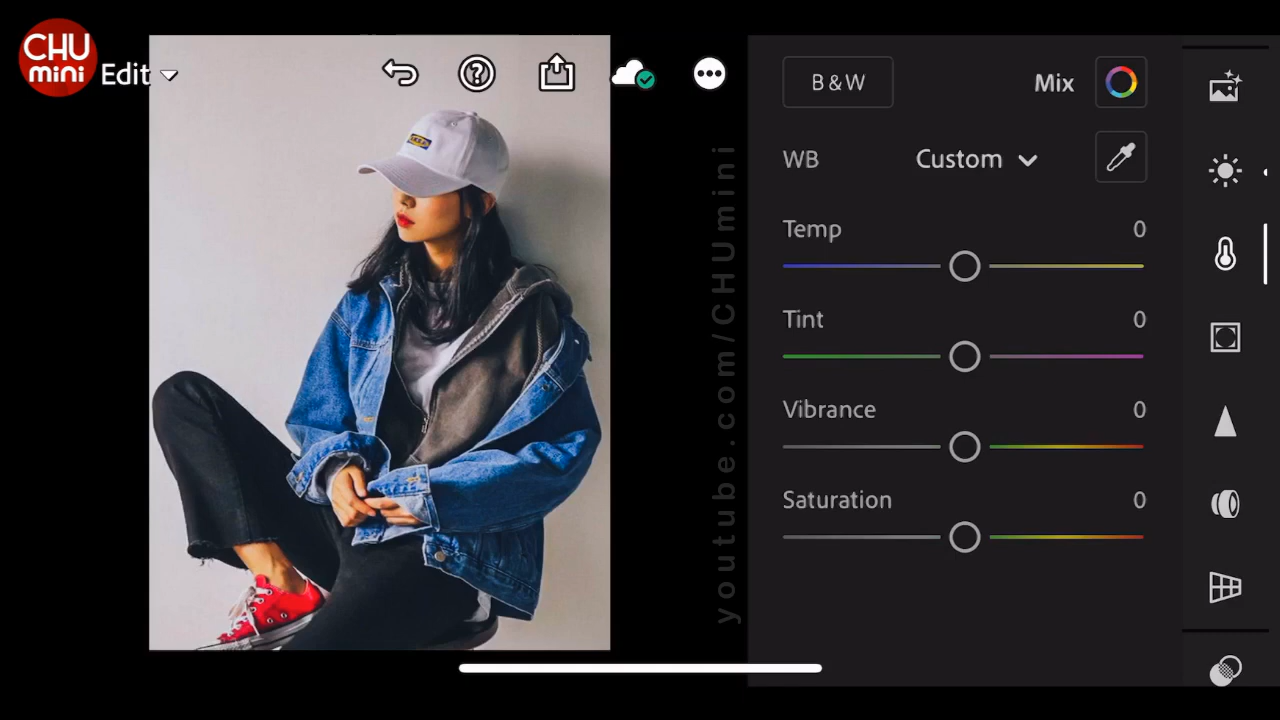 CHU
mini
Edit
B&W
Mix
WB
Custom
Temp
0
Tint
0
Vibrance
0
Saturation
0
youtube.com/CHUmini